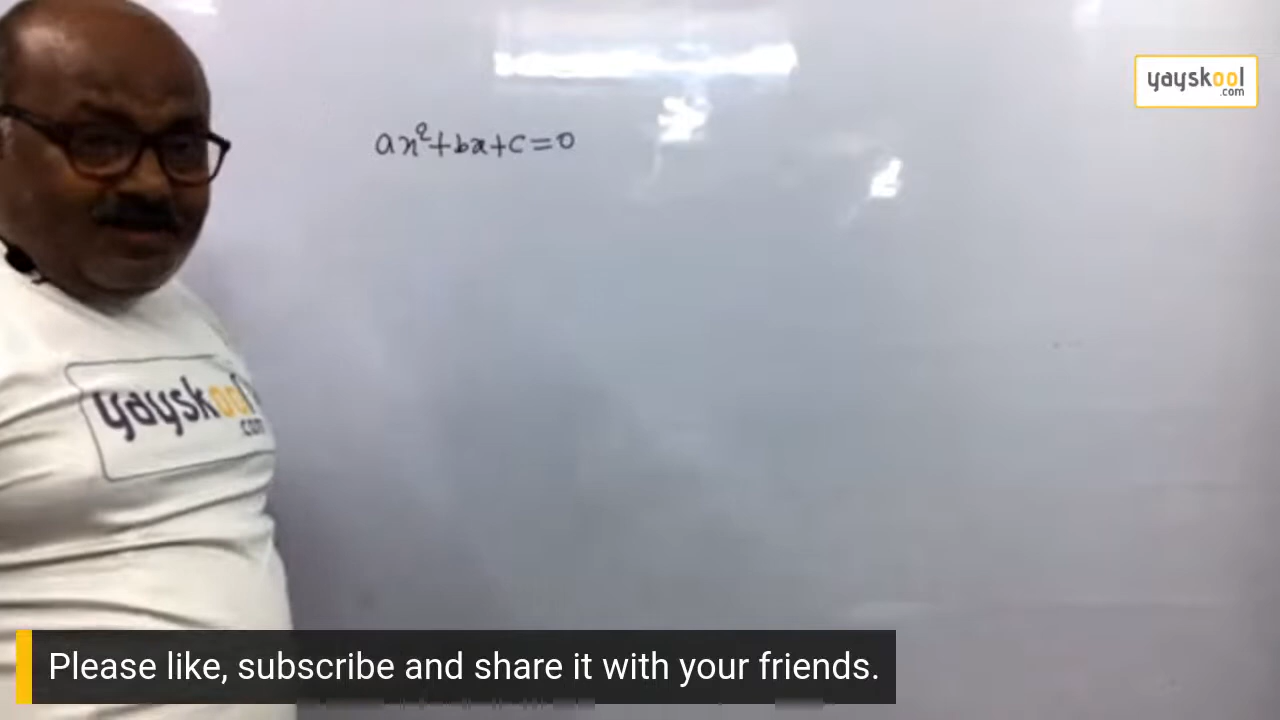 yayskool
.com
ax²+bx+c=0
yayskool
.com
Please like, subscribe and share it with your friends.